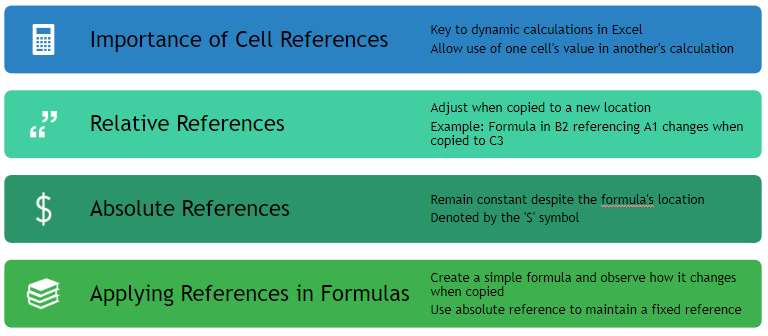 Importance of Cell References
Key to dynamic calculations in Excel
Allow use of one cell's value in another's calculation
Relative References
Adjust when copied to a new location
Example: Formula in B2 referencing A1 changes when
copied to C3
$
Absolute References
Remain constant despite the formula's location
Denoted by the '$' symbol
Applying References in Formulas
Create a simple formula and observe how it changes
when copied
Use absolute reference to maintain a fixed reference